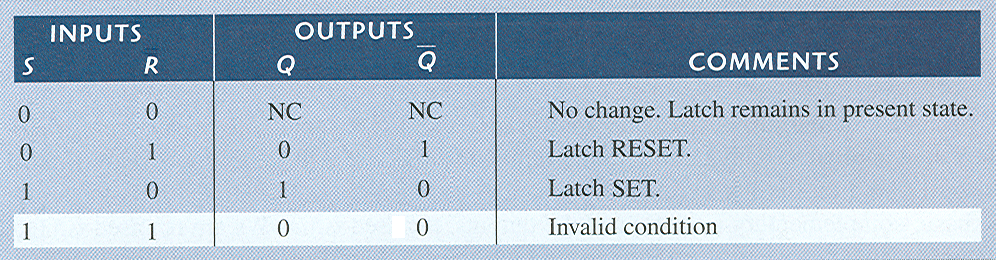 INPUTS OUTPUTS
S̅ R̅ Q Q̅ COMMENTS
0 0 NC NC No change. Latch remains in present state.
0 1 0 1 Latch RESET.
1 0 1 0 Latch SET.
1 1 0 0 Invalid condition